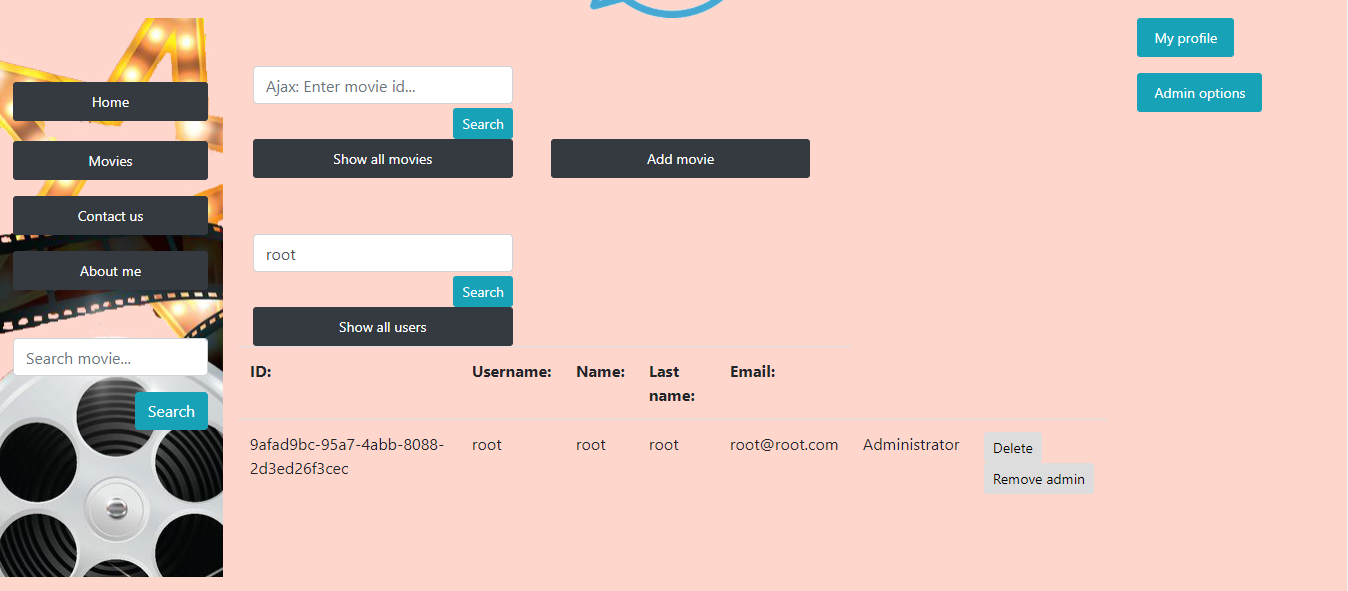 My profile
Admin options
Home
Movies
Contact us
About me
Search movie...
Search
Ajax: Enter movie id...
Search
Show all movies
Add movie
root
Search
Show all users
ID: Username: Name: Last name: Email:
9afad9bc-95a7-4abb-8088-2d3ed26f3cec root root root root@root.com Administrator Delete
Remove admin